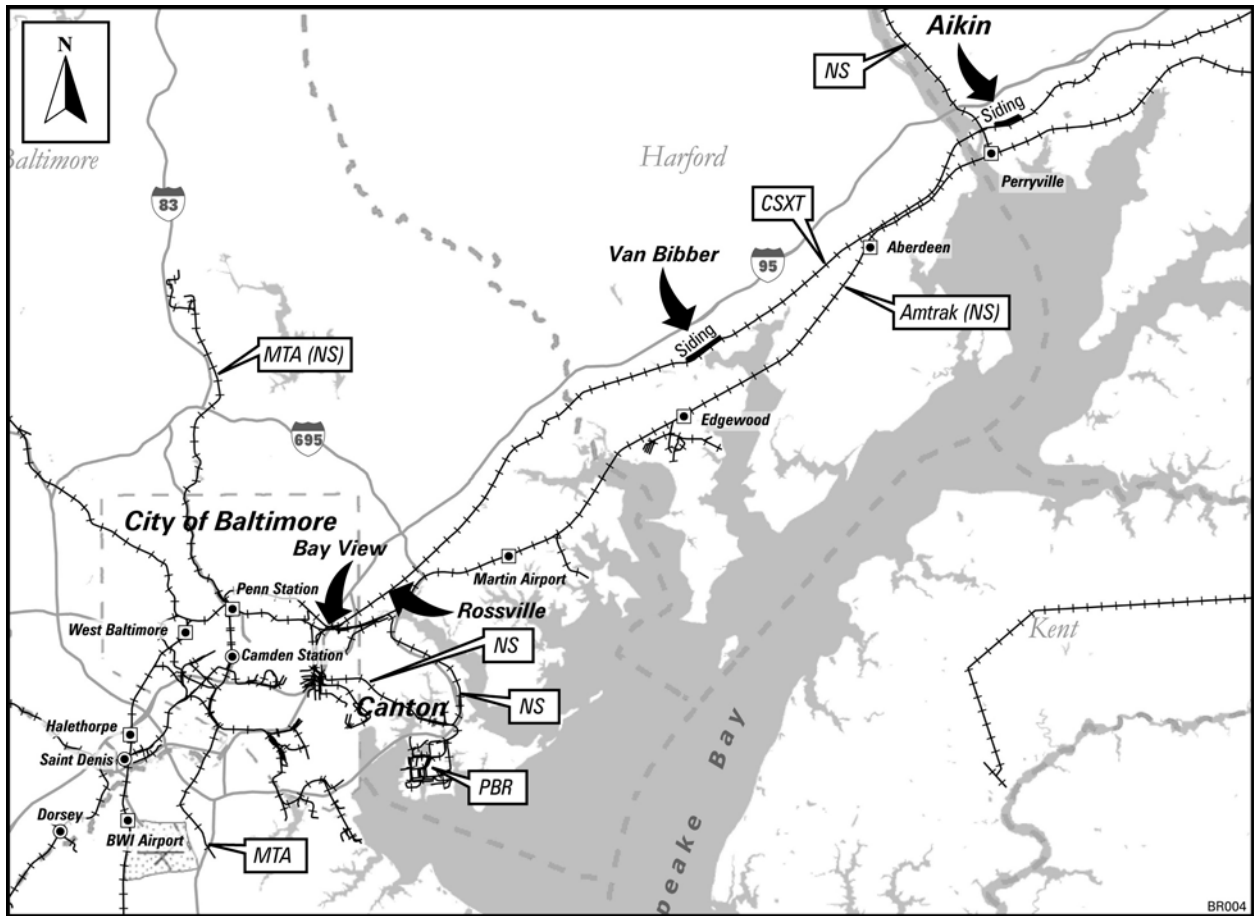 N
Aikin
NS
Siding
Baltimore
Harford
Perryville
83
CSXT
Van Bibber
95
Aberdeen
Siding
Amtrak (NS)
MTA (NS)
Edgewood
695
City of Baltimore
Bay View
Martin Airport
Penn Station
Rossville
West Baltimore
Kent
NS
Camden Station
NS
Canton
Halethorpe
Saint Denis
PBR
Dorsey
BWI Airport
MTA
peake Bay
BR004